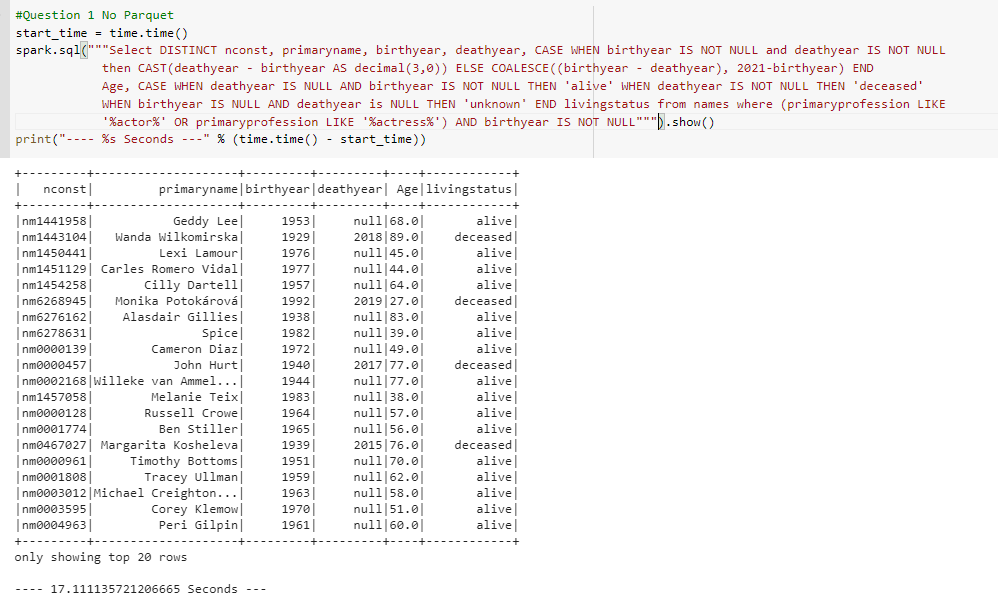 #Question 1 No Parquet
start_time = time.time()
spark.sql("""Select DISTINCT nconst, primaryname, birthyear, deathyear, CASE WHEN birthyear IS NOT NULL and deathyear IS NOT NULL
then CAST(deathyear - birthyear AS decimal(3,0)) ELSE COALESCE((birthyear - deathyear), 2021-birthyear) END
Age, CASE WHEN deathyear IS NULL AND birthyear IS NOT NULL THEN 'alive' WHEN deathyear IS NOT NULL THEN 'deceased'
WHEN birthyear IS NULL AND deathyear is NULL THEN 'unknown' END livingstatus from names where (primaryprofession LIKE
'%actor%' OR primaryprofession LIKE '%actress%') AND birthyear IS NOT NULL""").show()
print("---- %s Seconds ---" % (time.time() - start_time))
+---------+--------------------+---------+---------+----+------------+
|   nconst|         primaryname|birthyear|deathyear| Age|livingstatus|
+---------+--------------------+---------+---------+----+------------+
|nm1441958|           Geddy Lee|     1953|     null|68.0|       alive|
|nm1443104|   Wanda Wilkomirska|     1929|     2018|89.0|    deceased|
|nm1450441|         Lexi Lamour|     1976|     null|45.0|       alive|
|nm1451129| Carles Romero Vidal|     1977|     null|44.0|       alive|
|nm1454258|       Cilly Dartell|     1957|     null|64.0|       alive|
|nm6268945|   Monika Potokárová|     1992|     2019|27.0|    deceased|
|nm6276162|    Alasdair Gillies|     1938|     null|83.0|       alive|
|nm6278631|               Spice|     1982|     null|39.0|       alive|
|nm0000139|        Cameron Diaz|     1972|     null|49.0|       alive|
|nm0000457|           John Hurt|     1940|     2017|77.0|    deceased|
|nm0002168|Willeke van Ammel...|     1944|     null|77.0|       alive|
|nm1457058|        Melanie Teix|     1983|     null|38.0|       alive|
|nm0000128|       Russell Crowe|     1964|     null|57.0|       alive|
|nm0001774|         Ben Stiller|     1965|     null|56.0|       alive|
|nm0467027| Margarita Kosheleva|     1939|     2015|76.0|    deceased|
|nm0000961|     Timothy Bottoms|     1951|     null|70.0|       alive|
|nm0001808|       Tracey Ullman|     1959|     null|62.0|       alive|
|nm0003012|Michael Creighton...|     1963|     null|58.0|       alive|
|nm0003595|        Corey Klemow|     1970|     null|51.0|       alive|
|nm0004963|         Peri Gilpin|     1961|     null|60.0|       alive|
+---------+--------------------+---------+---------+----+------------+
only showing top 20 rows
---- 17.111135721206665 Seconds ---